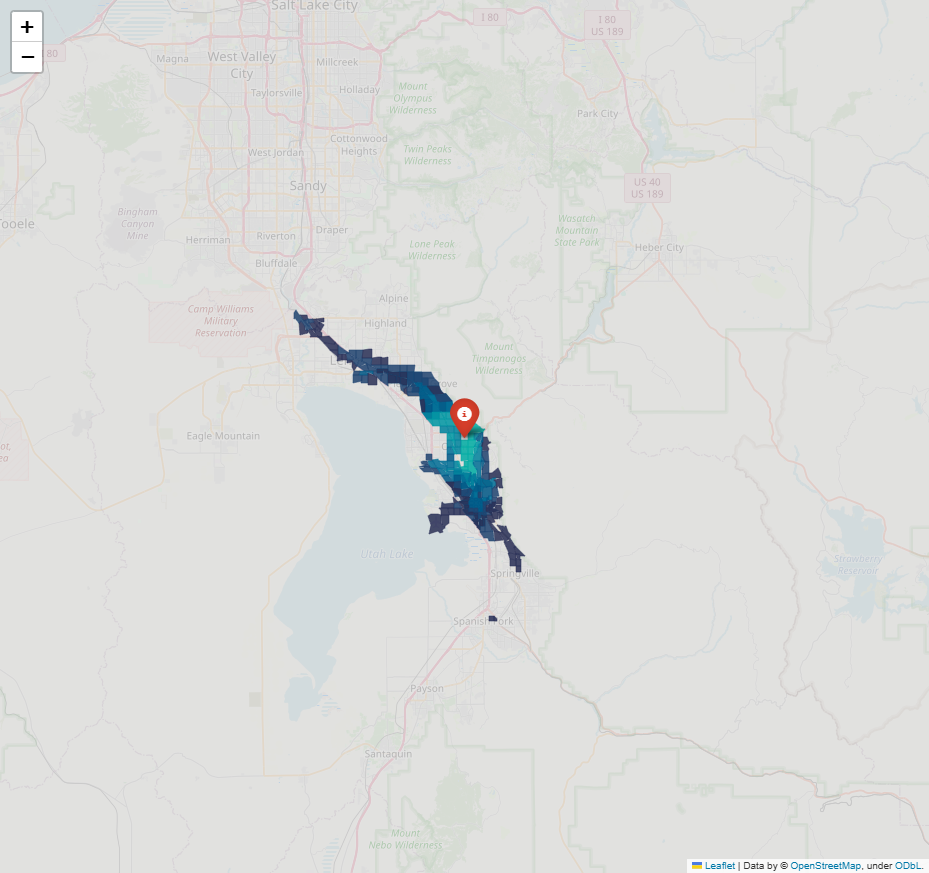 +
−
Salt Lake City
I 80
I 80
US 189
80
Magna
West Valley
City
Millcreek
Taylorsville
Holladay
Mount
Olympus
Wilderness
Park City
Cottonwood
Heights
West Jordan
Twin Peaks
Wilderness
Sandy
US 40
US 189
Bingham
Canyon
Mine
Tooele
Herriman
Riverton
Draper
Wasatch
Mountain
State Park
Lone Peak
Wilderness
Heber City
Bluffdale
Alpine
Camp Williams
Military
Reservation
Highland
Mount
Timpanogos
Wilderness
Eagle Mountain
Utah Lake
Strawberry
Reservoir
Springville
Payson
Santaquin
Mount
Nebo Wilderness
Leaflet | Data by © OpenStreetMap, under ODbL.